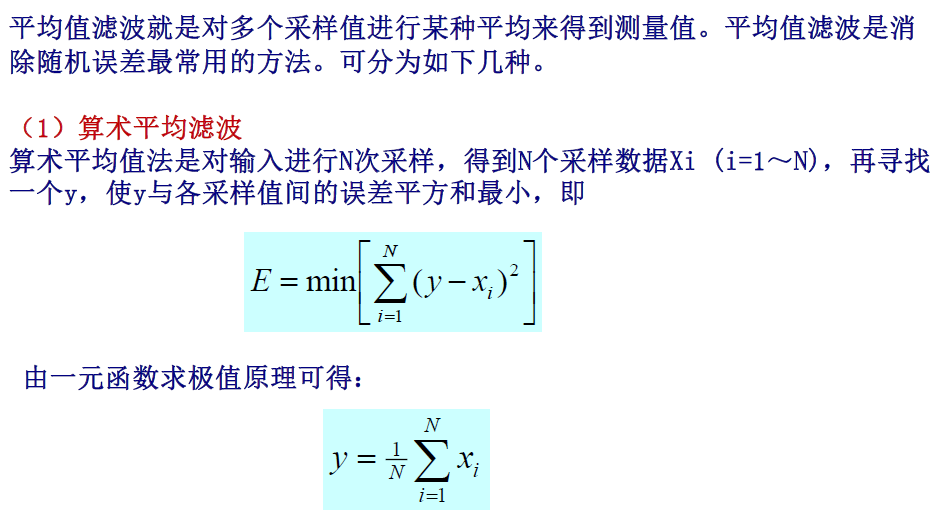 平均值滤波就是对多个采样值进行某种平均来得到测量值。平均值滤波是消
除随机误差最常用的方法。可分为如下几种。
（1）算术平均滤波
算术平均值法是对输入进行N次采样，得到N个采样数据Xi (i=1～N)，再寻找
一个y，使y与各采样值间的误差平方和最小，即
E = min[ ∑_{i=1}^{N} (y − x_i)^2 ]
由一元函数求极值原理可得：
y = 1/N ∑_{i=1}^{N} x_i